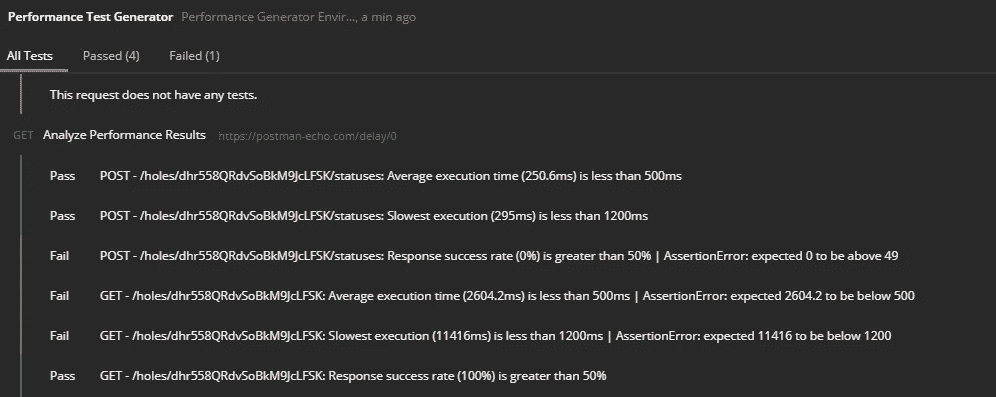 Performance Test Generator Performance Generator Envir..., a min ago
All Tests Passed (4) Failed (1)
This request does not have any tests.
GET Analyze Performance Results https://postman-echo.com/delay/0
Pass POST - /holes/dhr558QRdvSoBkM9JcLFSK/statuses: Average execution time (250.6ms) is less than 500ms
Pass POST - /holes/dhr558QRdvSoBkM9JcLFSK/statuses: Slowest execution (295ms) is less than 1200ms
Fail POST - /holes/dhr558QRdvSoBkM9JcLFSK/statuses: Response success rate (0%) is greater than 50% | AssertionError: expected 0 to be above 49
Fail GET - /holes/dhr558QRdvSoBkM9JcLFSK: Average execution time (2604.2ms) is less than 500ms | AssertionError: expected 2604.2 to be below 500
Fail GET - /holes/dhr558QRdvSoBkM9JcLFSK: Slowest execution (11416ms) is less than 1200ms | AssertionError: expected 11416 to be below 1200
Pass GET - /holes/dhr558QRdvSoBkM9JcLFSK: Response success rate (100%) is greater than 50%